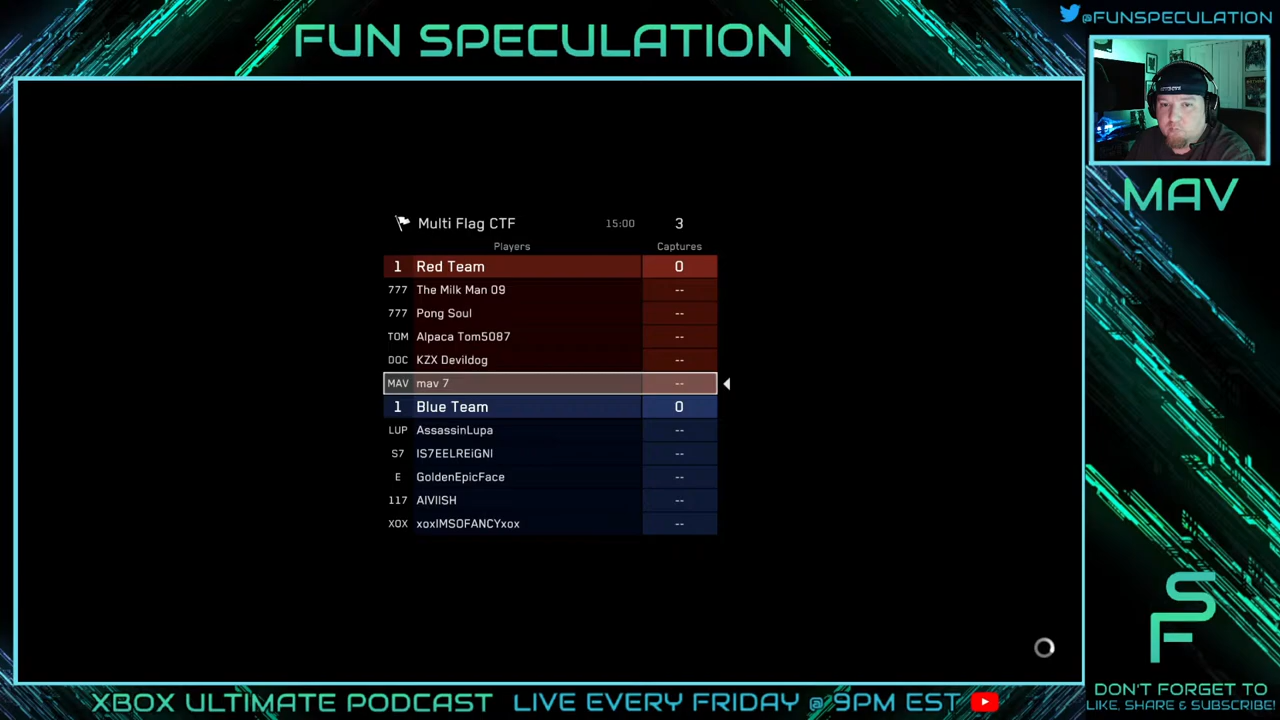 FUN SPECULATION
@FUNSPECULATION
MAV
Multi Flag CTF 15:00 3
Players Captures
1 Red Team 0
777 The Milk Man 09 --
777 Pong Soul --
TOM Alpaca Tom5087 --
DOC KZX Devildog --
MAV mav 7 --
1 Blue Team 0
LUP AssassinLupa --
S7 IS7EELREiGNI --
E GoldenEpicFace --
117 AIVIISH --
XOX xoxIMSOFANCYxox --
SF
DON'T FORGET TO
LIKE, SHARE & SUBSCRIBE!
XBOX ULTIMATE PODCAST LIVE EVERY FRIDAY @ 9PM EST